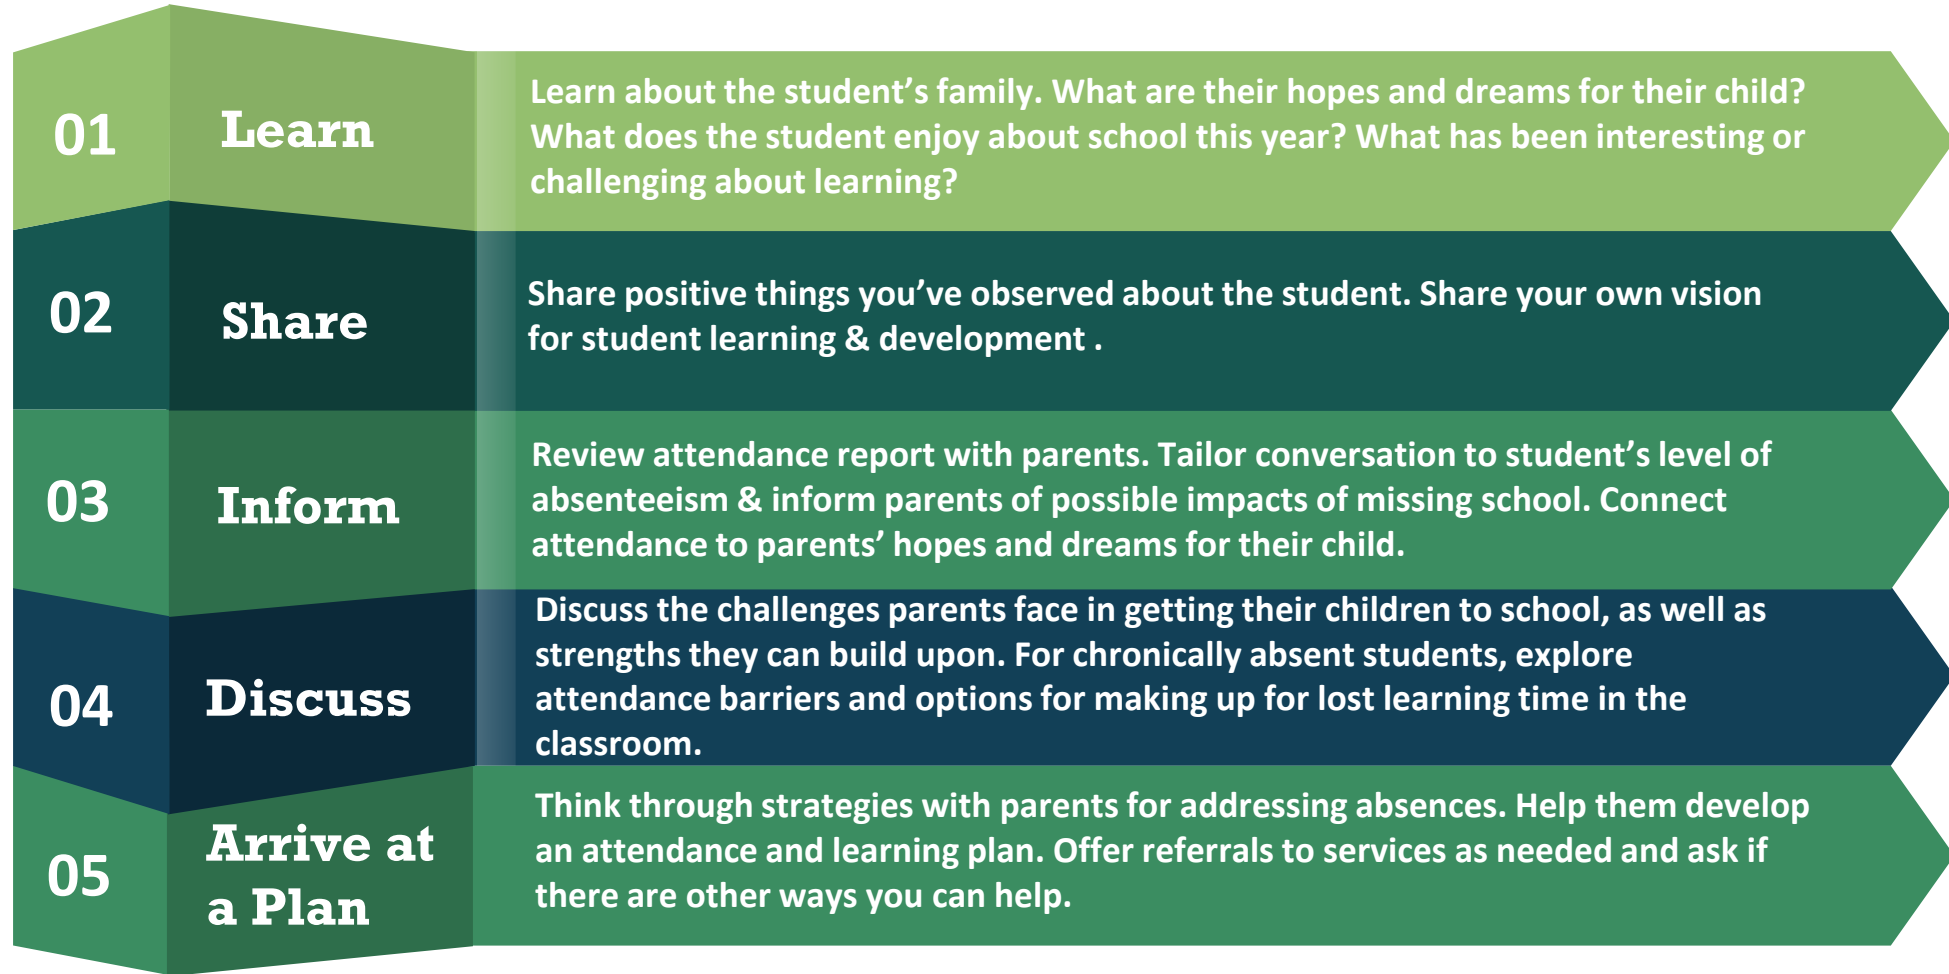 01
Learn
Learn about the student’s family. What are their hopes and dreams for their child?
What does the student enjoy about school this year? What has been interesting or
challenging about learning?
02
Share
Share positive things you’ve observed about the student. Share your own vision
for student learning & development .
03
Inform
Review attendance report with parents. Tailor conversation to student’s level of
absenteeism & inform parents of possible impacts of missing school. Connect
attendance to parents’ hopes and dreams for their child.
04
Discuss
Discuss the challenges parents face in getting their children to school, as well as
strengths they can build upon. For chronically absent students, explore
attendance barriers and options for making up for lost learning time in the
classroom.
05
Arrive at
a Plan
Think through strategies with parents for addressing absences. Help them develop
an attendance and learning plan. Offer referrals to services as needed and ask if
there are other ways you can help.